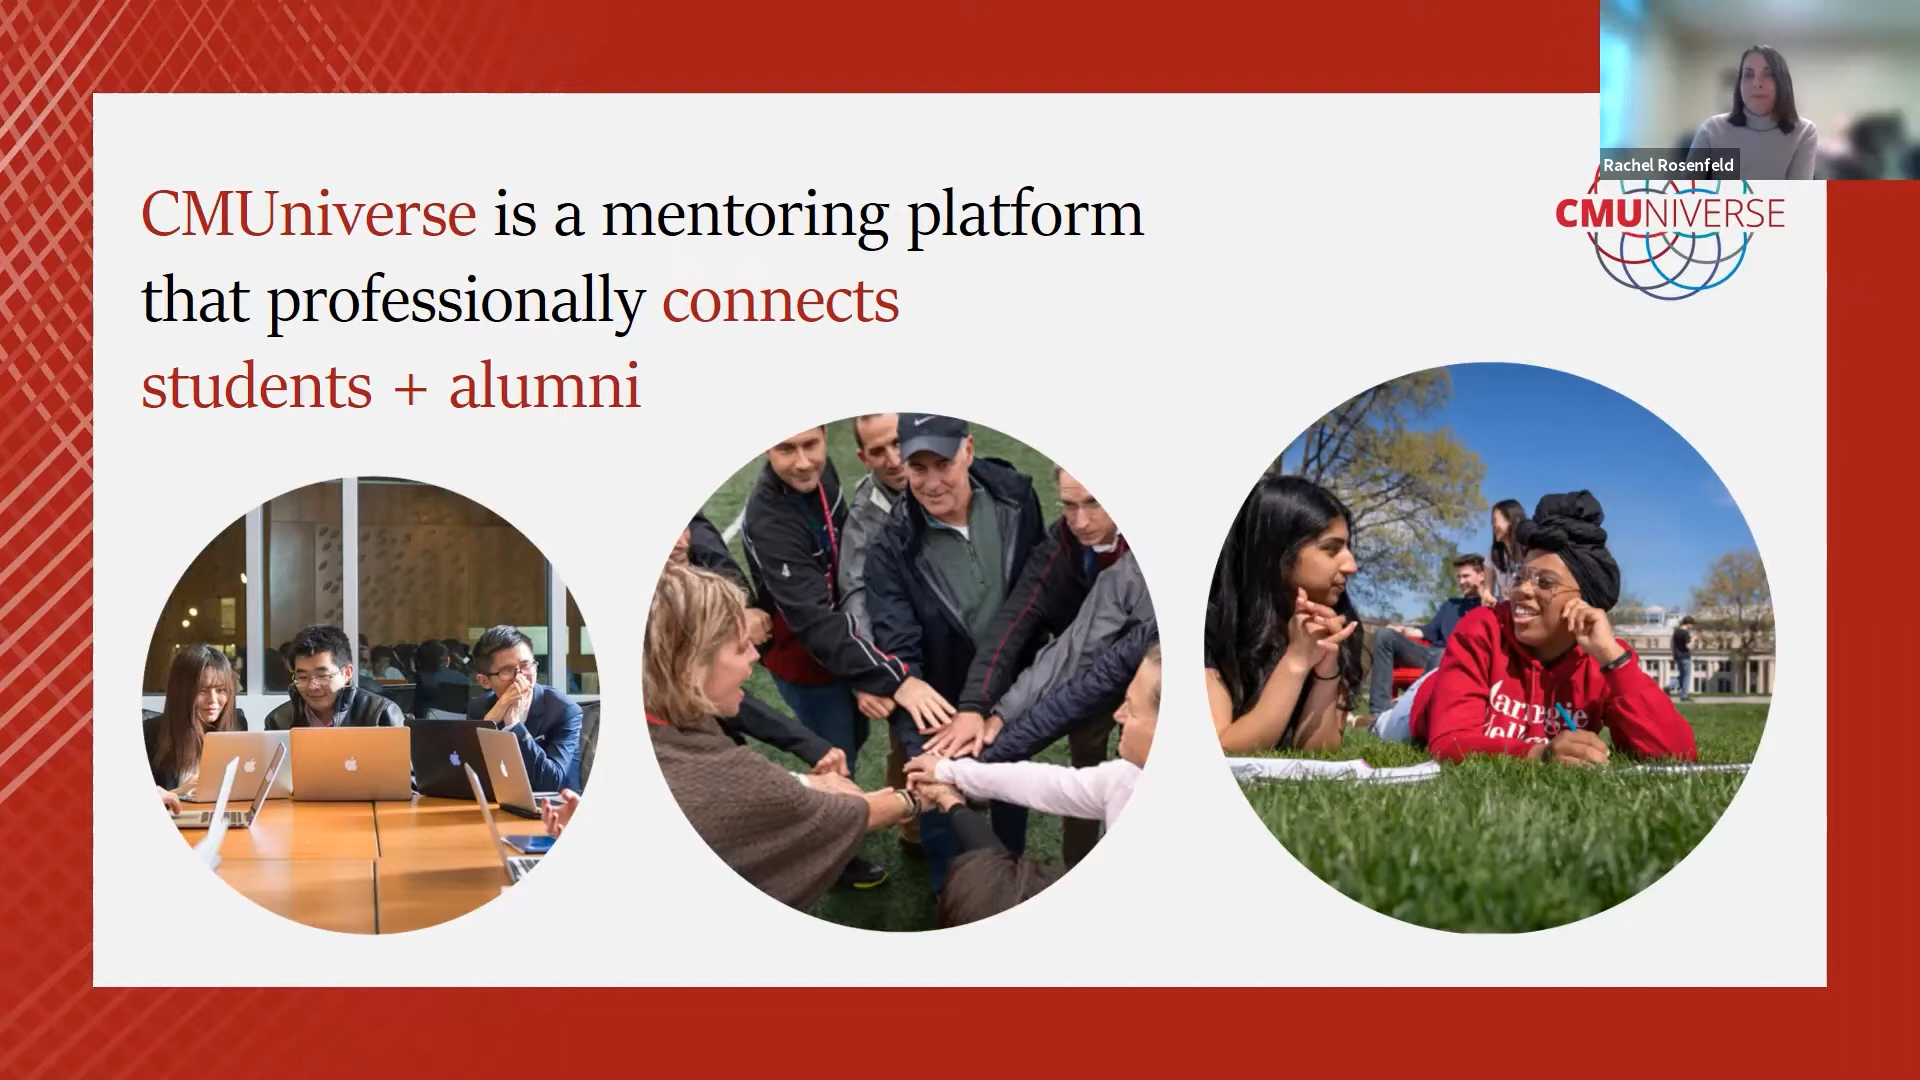 Rachel Rosenfeld
CMUniverse is a mentoring platform
that professionally connects
students + alumni
CMUNIVERSE